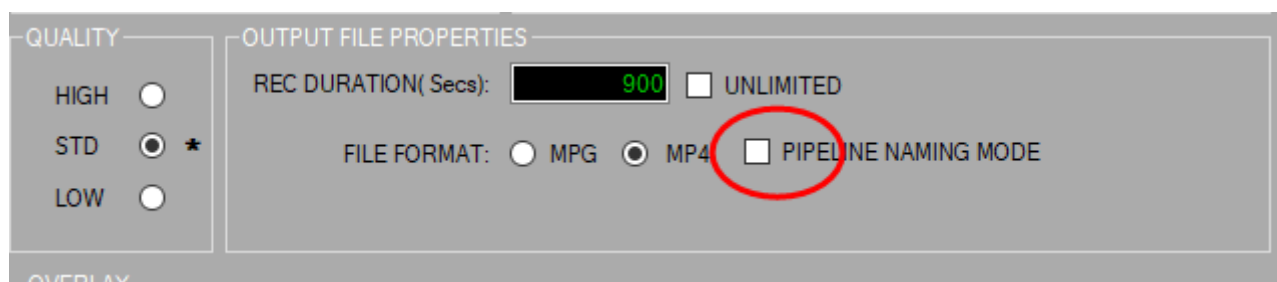 QUALITY
HIGH
STD *
LOW
OUTPUT FILE PROPERTIES
REC DURATION( Secs): 900 UNLIMITED
FILE FORMAT: MPG MP4 PIPELINE NAMING MODE
OVERLAY